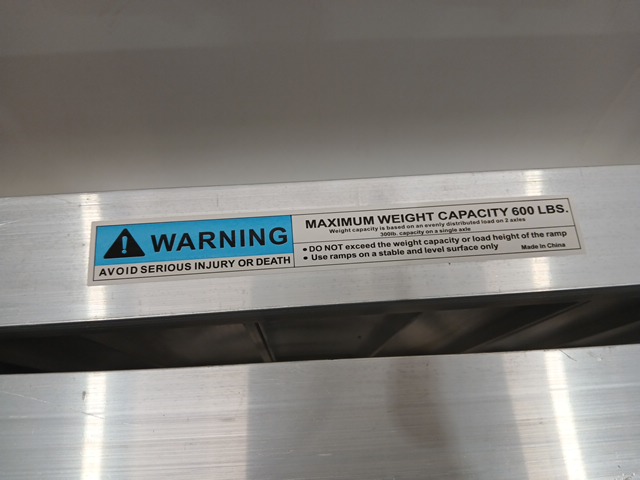 WARNING
AVOID SERIOUS INJURY OR DEATH
MAXIMUM WEIGHT CAPACITY 600 LBS.
Weight capacity is based on an evenly distributed load on 2 axles
300lb. capacity on a single axle
• DO NOT exceed the weight capacity or load height of the ramp
• Use ramps on a stable and level surface only
Made In China